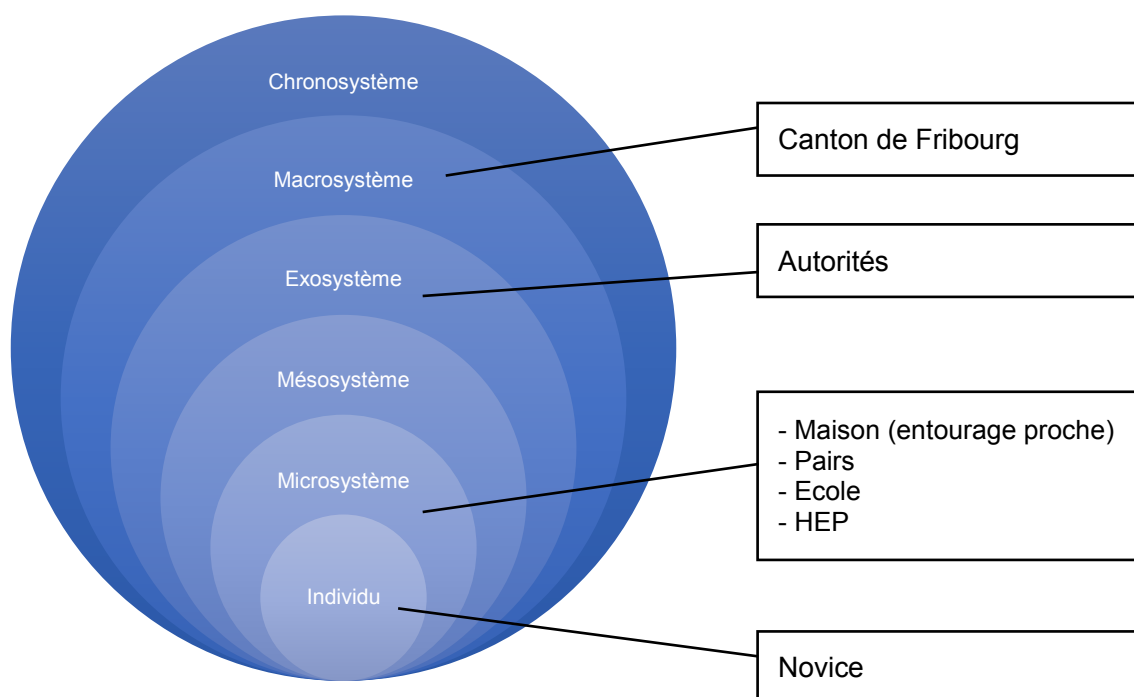 Chronosystème
Canton de Fribourg
Macrosystème
Autorités
Exosystème
Mésosystème
- Maison (entourage proche)
- Pairs
- Ecole
- HEP
Microsystème
Individu
Novice